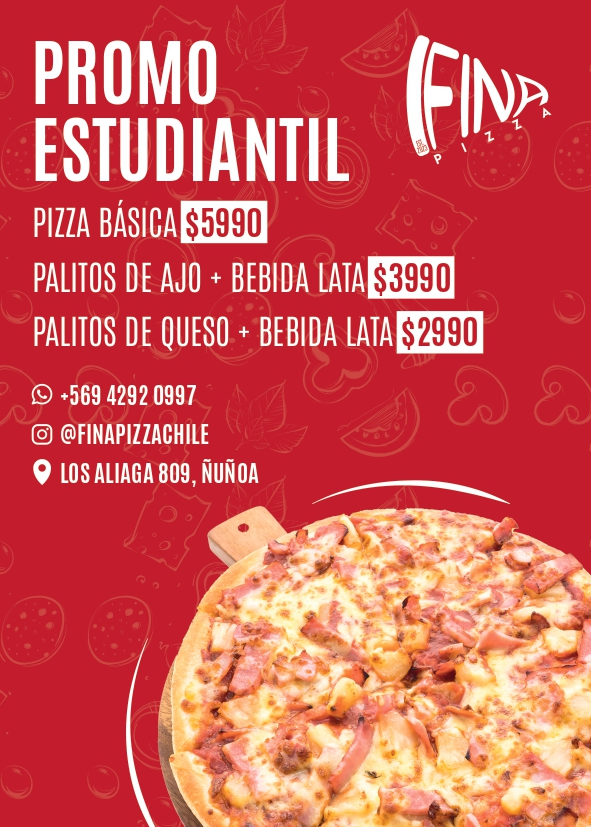 PROMO
ESTUDIANTIL
FINA
PIZZA
PIZZA BÁSICA $5990
PALITOS DE AJO + BEBIDA LATA $3990
PALITOS DE QUESO + BEBIDA LATA $2990
+569 4292 0997
@FINAPIZZACHILE
LOS ALIAGA 809, ÑUÑOA